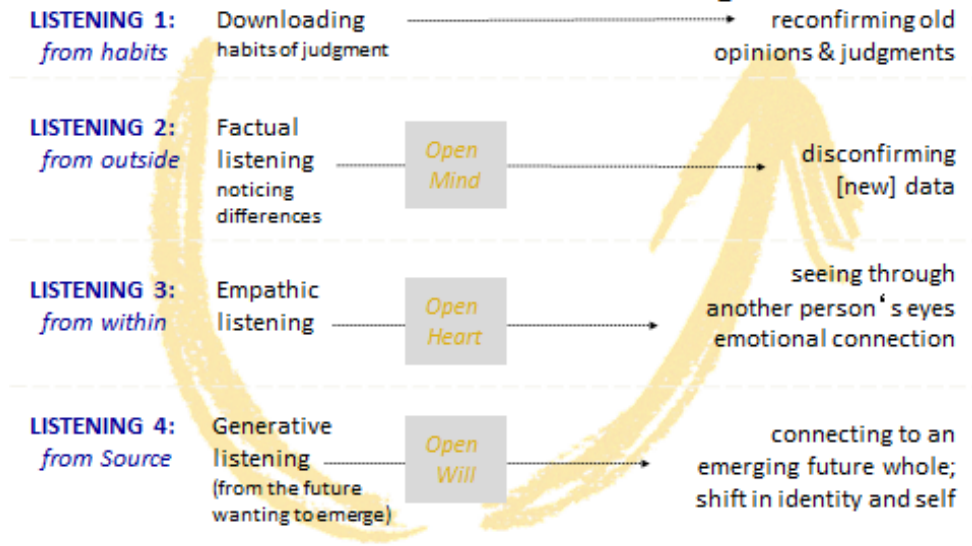 LISTENING 1:
from habits
Downloading
habits of judgment
reconfirming old
opinions & judgments
LISTENING 2:
from outside
Factual
listening
noticing
differences
Open
Mind
disconfirming
[new] data
LISTENING 3:
from within
Empathic
listening
Open
Heart
seeing through
another person‘s eyes
emotional connection
LISTENING 4:
from Source
Generative
listening
(from the future
wanting to emerge)
Open
Will
connecting to an
emerging future whole;
shift in identity and self